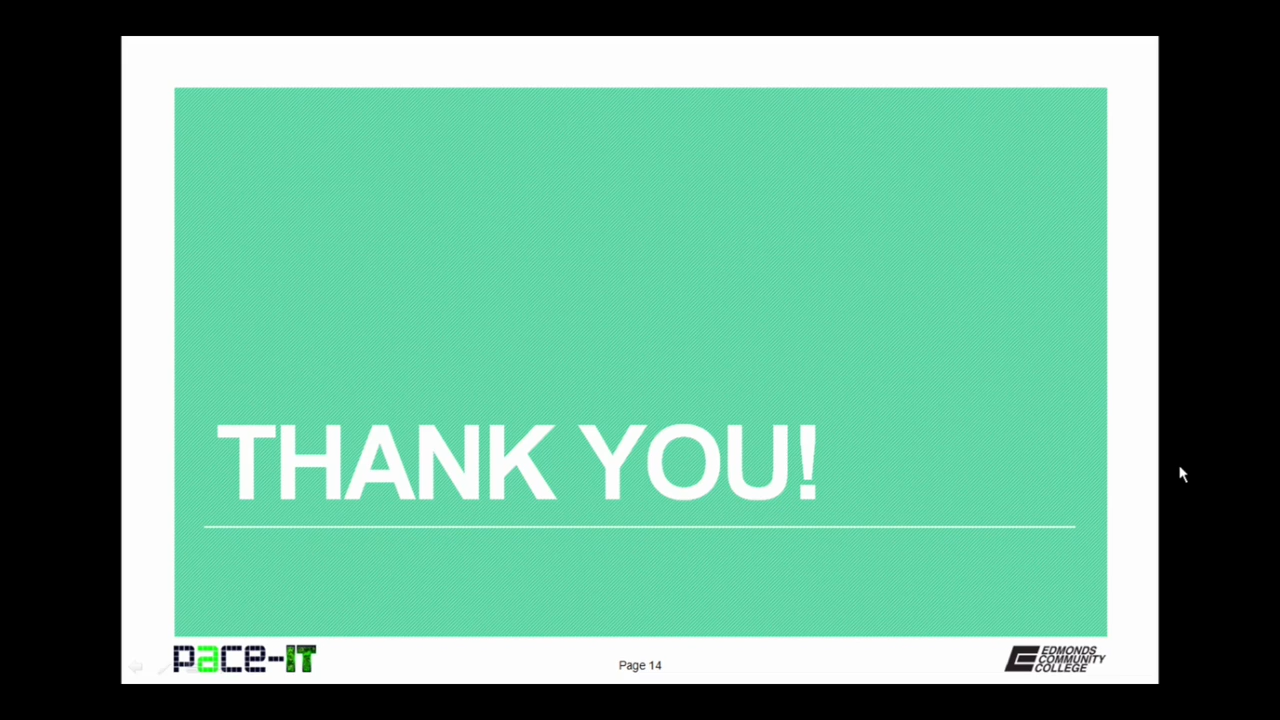 THANK YOU!
pace-IT
Page 14
EDMONDS
COMMUNITY
COLLEGE